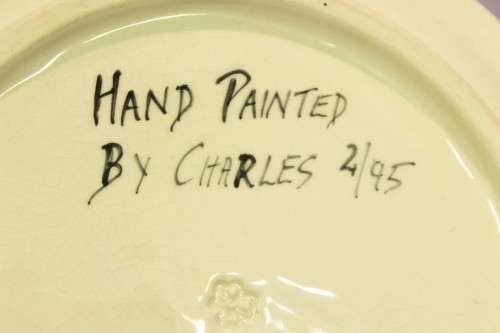 HAND PAINTED
BY CHARLES 2/95